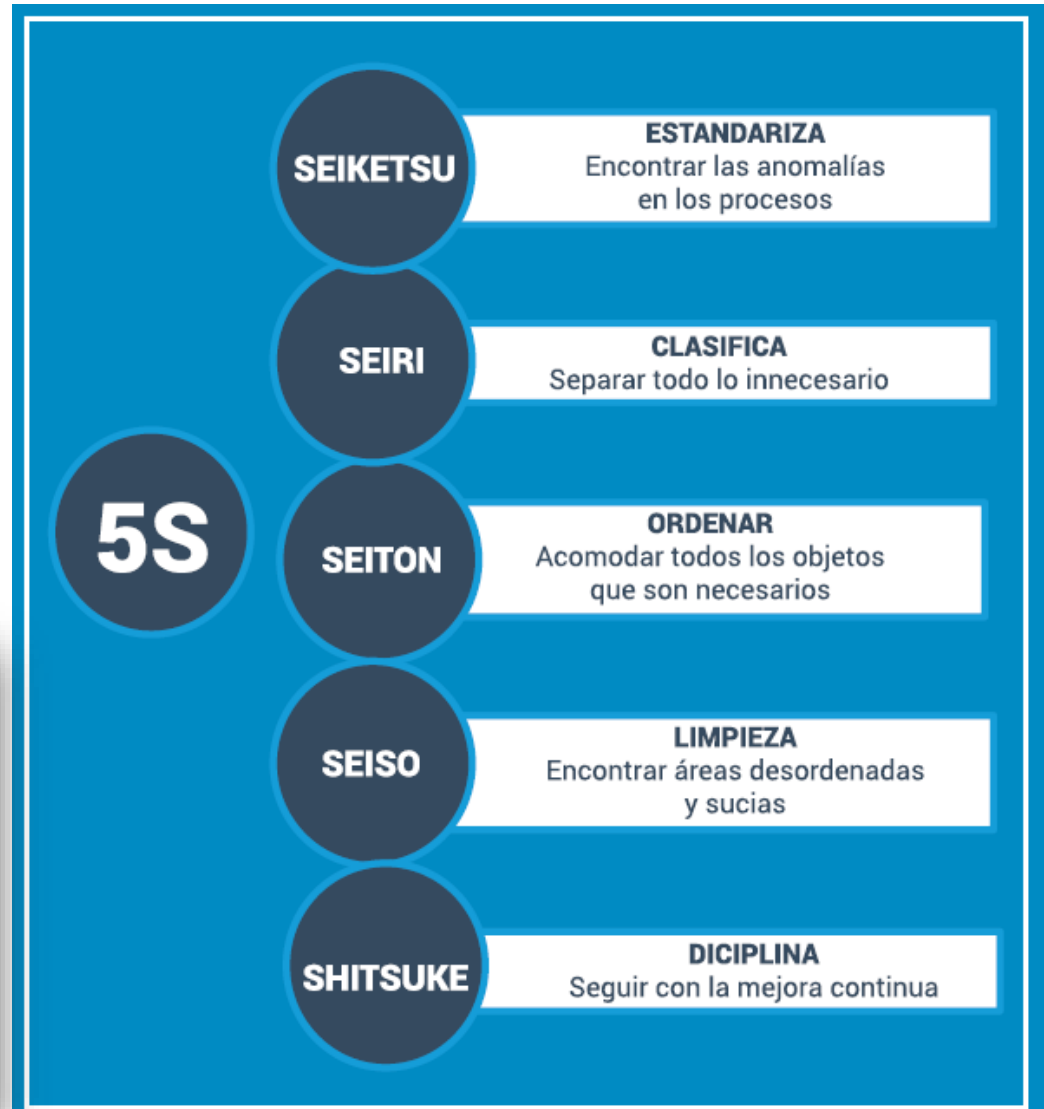 5S
SEIKETSU
ESTANDARIZA
Encontrar las anomalías
en los procesos
SEIRI
CLASIFICA
Separar todo lo innecesario
SEITON
ORDENAR
Acomodar todos los objetos
que son necesarios
SEISO
LIMPIEZA
Encontrar áreas desordenadas
y sucias
SHITSUKE
DICIPLINA
Seguir con la mejora continua